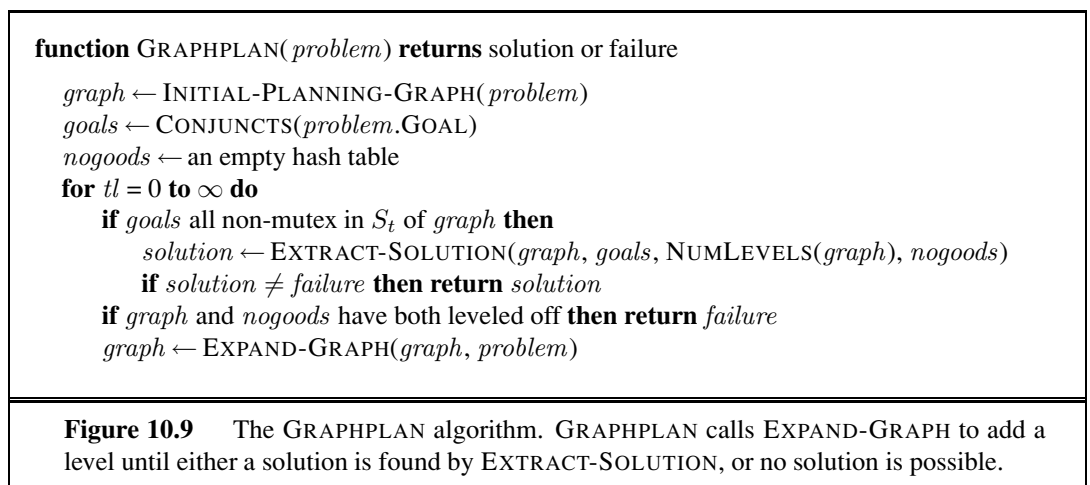 function GRAPHPLAN(problem) returns solution or failure
graph ← INITIAL-PLANNING-GRAPH(problem)
goals ← CONJUNCTS(problem.GOAL)
nogoods ← an empty hash table
for tl = 0 to ∞ do
if goals all non-mutex in St of graph then
solution ← EXTRACT-SOLUTION(graph, goals, NUMLEVELS(graph), nogoods)
if solution ≠ failure then return solution
if graph and nogoods have both leveled off then return failure
graph ← EXPAND-GRAPH(graph, problem)
Figure 10.9 The GRAPHPLAN algorithm. GRAPHPLAN calls EXPAND-GRAPH to add a
level until either a solution is found by EXTRACT-SOLUTION, or no solution is possible.